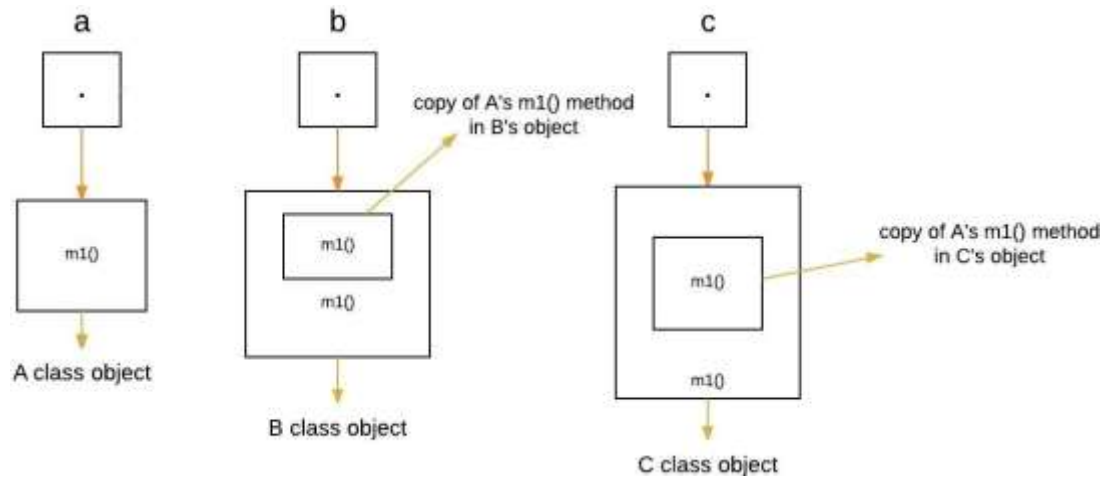 a
b
c
.
.
.
copy of A's m1() method
in B's object
m1()
m1()
m1()
copy of A's m1() method
in C's object
m1()
m1()
A class object
B class object
C class object